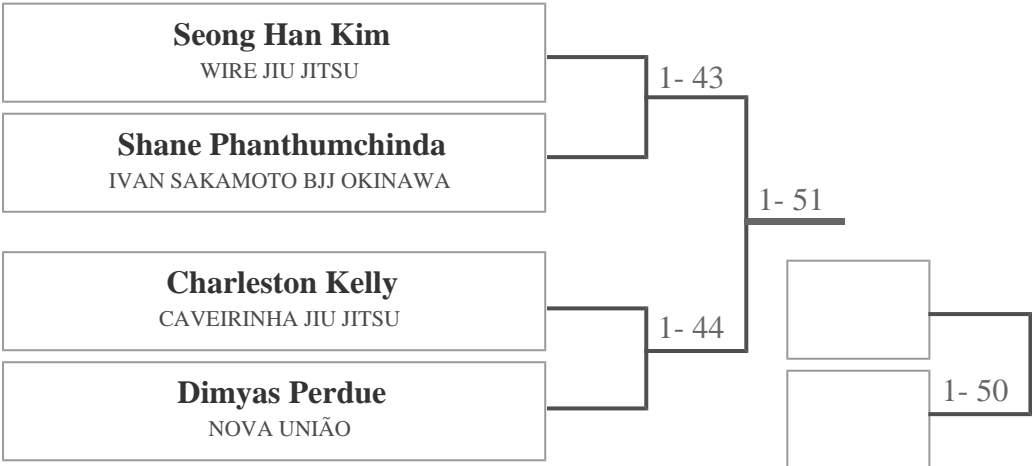 Seong Han Kim
WIRE JIU JITSU
1- 43
Shane Phanthumchinda
IVAN SAKAMOTO BJJ OKINAWA
1- 51
Charleston Kelly
CAVEIRINHA JIU JITSU
1- 44
Dimyas Perdue
NOVA UNIÃO
1- 50